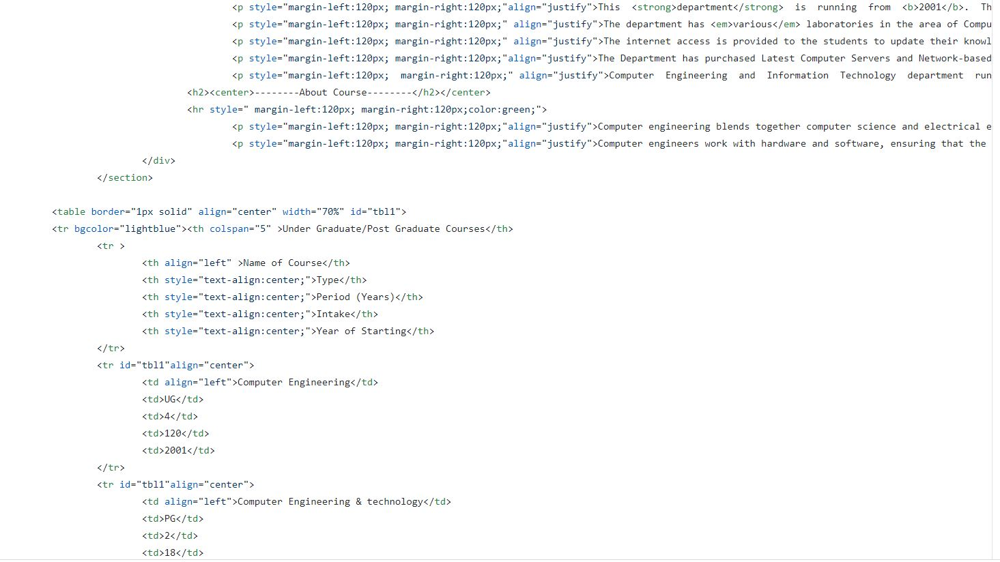 <p style="margin-left:120px; margin-right:120px;"align="justify">This <strong>department</strong> is running from <b>2001</b>. Th
<p style="margin-left:120px; margin-right:120px;" align="justify">The department has <em>various</em> laboratories in the area of Compu
<p style="margin-left:120px; margin-right:120px;" align="justify">The internet access is provided to the students to update their knowl
<p style="margin-left:120px; margin-right:120px;"align="justify">The Department has purchased Latest Computer Servers and Network-based
<p style="margin-left:120px;  margin-right:120px;" align="justify">Computer Engineering and Information Technology department run
<h2><center>--------About Course--------</h2></center>
<hr style=" margin-left:120px; margin-right:120px;color:green;">
<p style="margin-left:120px; margin-right:120px;"align="justify">Computer engineering blends together computer science and electrical e
<p style="margin-left:120px; margin-right:120px;"align="justify">Computer engineers work with hardware and software, ensuring that the
</div>
</section>
<table border="1px solid" align="center" width="70%" id="tbl1">
<tr bgcolor="lightblue"><th colspan="5" >Under Graduate/Post Graduate Courses</th>
<tr >
<th align="left" >Name of Course</th>
<th style="text-align:center;">Type</th>
<th style="text-align:center;">Period (Years)</th>
<th style="text-align:center;">Intake</th>
<th style="text-align:center;">Year of Starting</th>
</tr>
<tr id="tbl1"align="center">
<td align="left">Computer Engineering</td>
<td>UG</td>
<td>4</td>
<td>120</td>
<td>2001</td>
</tr>
<tr id="tbl1"align="center">
<td align="left">Computer Engineering & technology</td>
<td>PG</td>
<td>2</td>
<td>18</td>